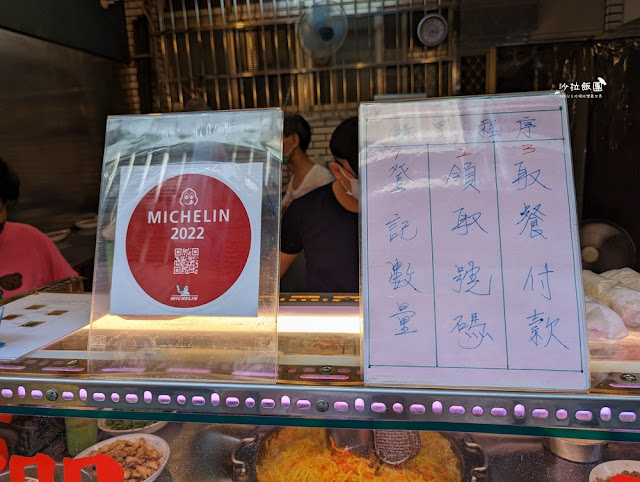 沙拉飯團
MICHELIN
2022
MICHELIN
程序
1 登記數量
2 領取號碼
3 取餐付款